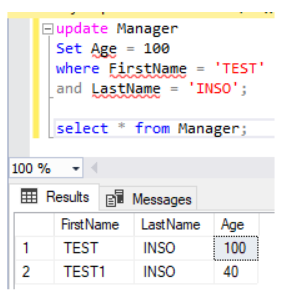 update Manager
Set Age = 100
where FirstName = 'TEST'
and LastName = 'INSO';
select * from Manager;
100 %
Results Messages
FirstName LastName Age
1 TEST INSO 100
2 TEST1 INSO 40